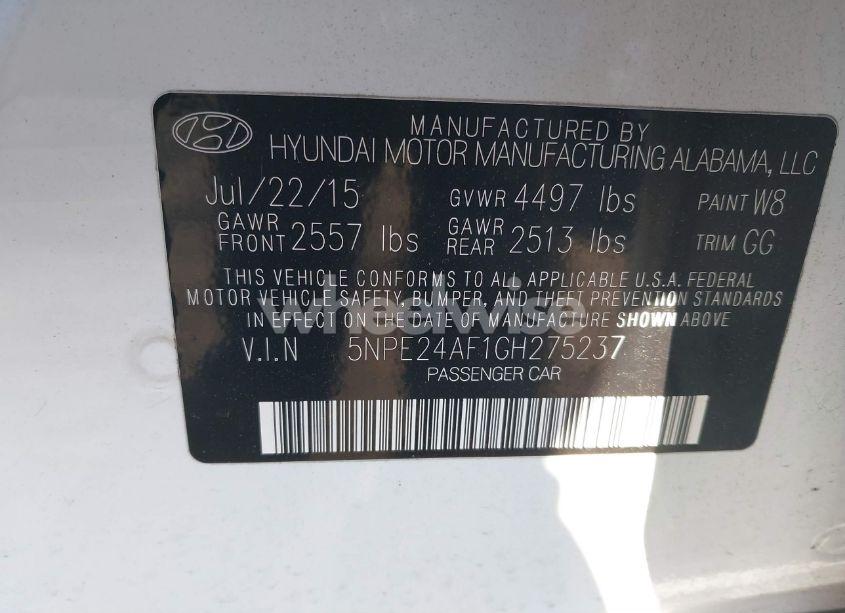 MANUFACTURED BY
HYUNDAI MOTOR MANUFACTURING ALABAMA, LLC
Jul/22/15 GVWR 4497 lbs PAINT W8
GAWR FRONT 2557 lbs GAWR REAR 2513 lbs TRIM GG
THIS VEHICLE CONFORMS TO ALL APPLICABLE U.S.A. FEDERAL
MOTOR VEHICLE SAFETY, BUMPER, AND THEFT PREVENTION STANDARDS
IN EFFECT ON THE DATE OF MANUFACTURE SHOWN ABOVE
wheelwise
V.I.N 5NPE24AF1GH275237
PASSENGER CAR